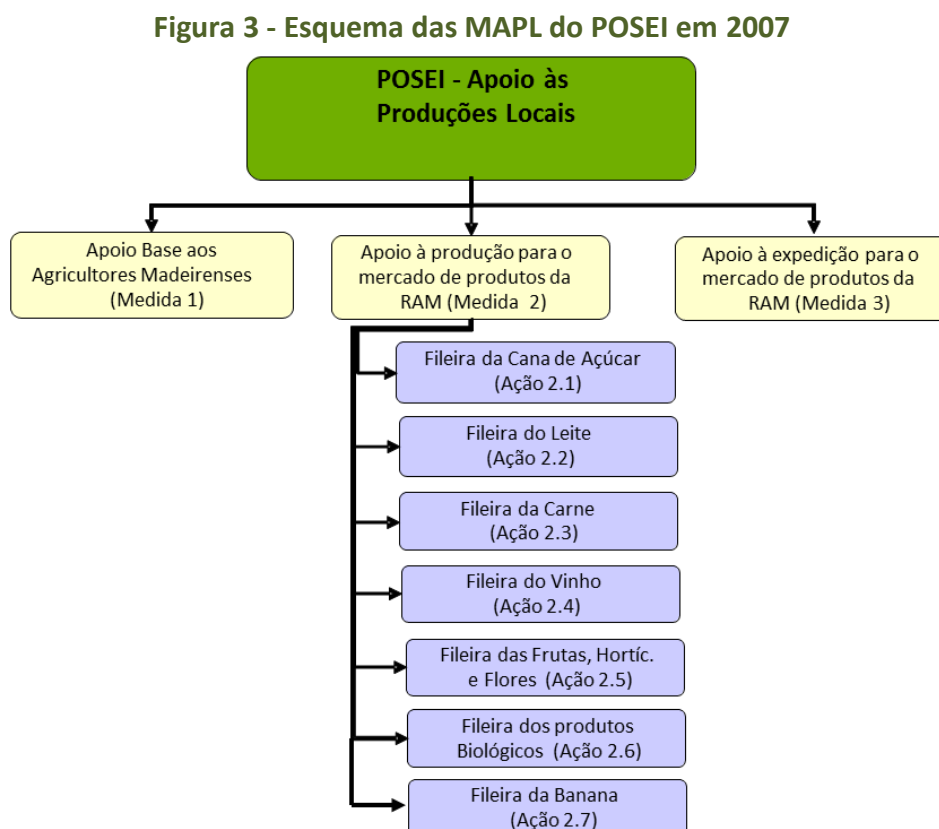 Figura 3 - Esquema das MAPL do POSEI em 2007
POSEI - Apoio às
Produções Locais
Apoio Base aos
Agricultores Madeirenses
(Medida 1)
Apoio à produção para o
mercado de produtos da
RAM (Medida 2)
Apoio à expedição para o
mercado de produtos da
RAM (Medida 3)
Fileira da Cana de Açúcar
(Ação 2.1)
Fileira do Leite
(Ação 2.2)
Fileira da Carne
(Ação 2.3)
Fileira do Vinho
(Ação 2.4)
Fileira das Frutas, Hortíc.
e Flores (Ação 2.5)
Fileira dos produtos
Biológicos (Ação 2.6)
Fileira da Banana
(Ação 2.7)